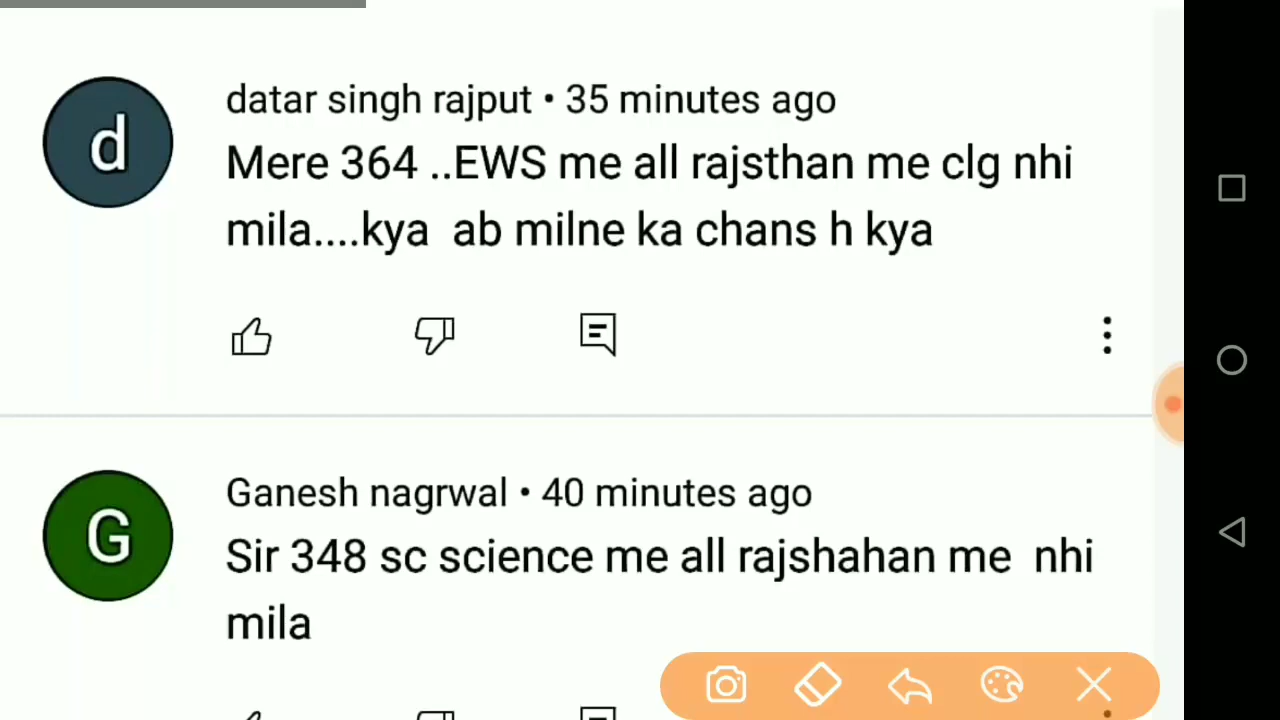 d
datar singh rajput • 35 minutes ago
Mere 364 ..EWS me all rajsthan me clg nhi
mila....kya ab milne ka chans h kya
G
Ganesh nagrwal • 40 minutes ago
Sir 348 sc science me all rajshahan me nhi
mila